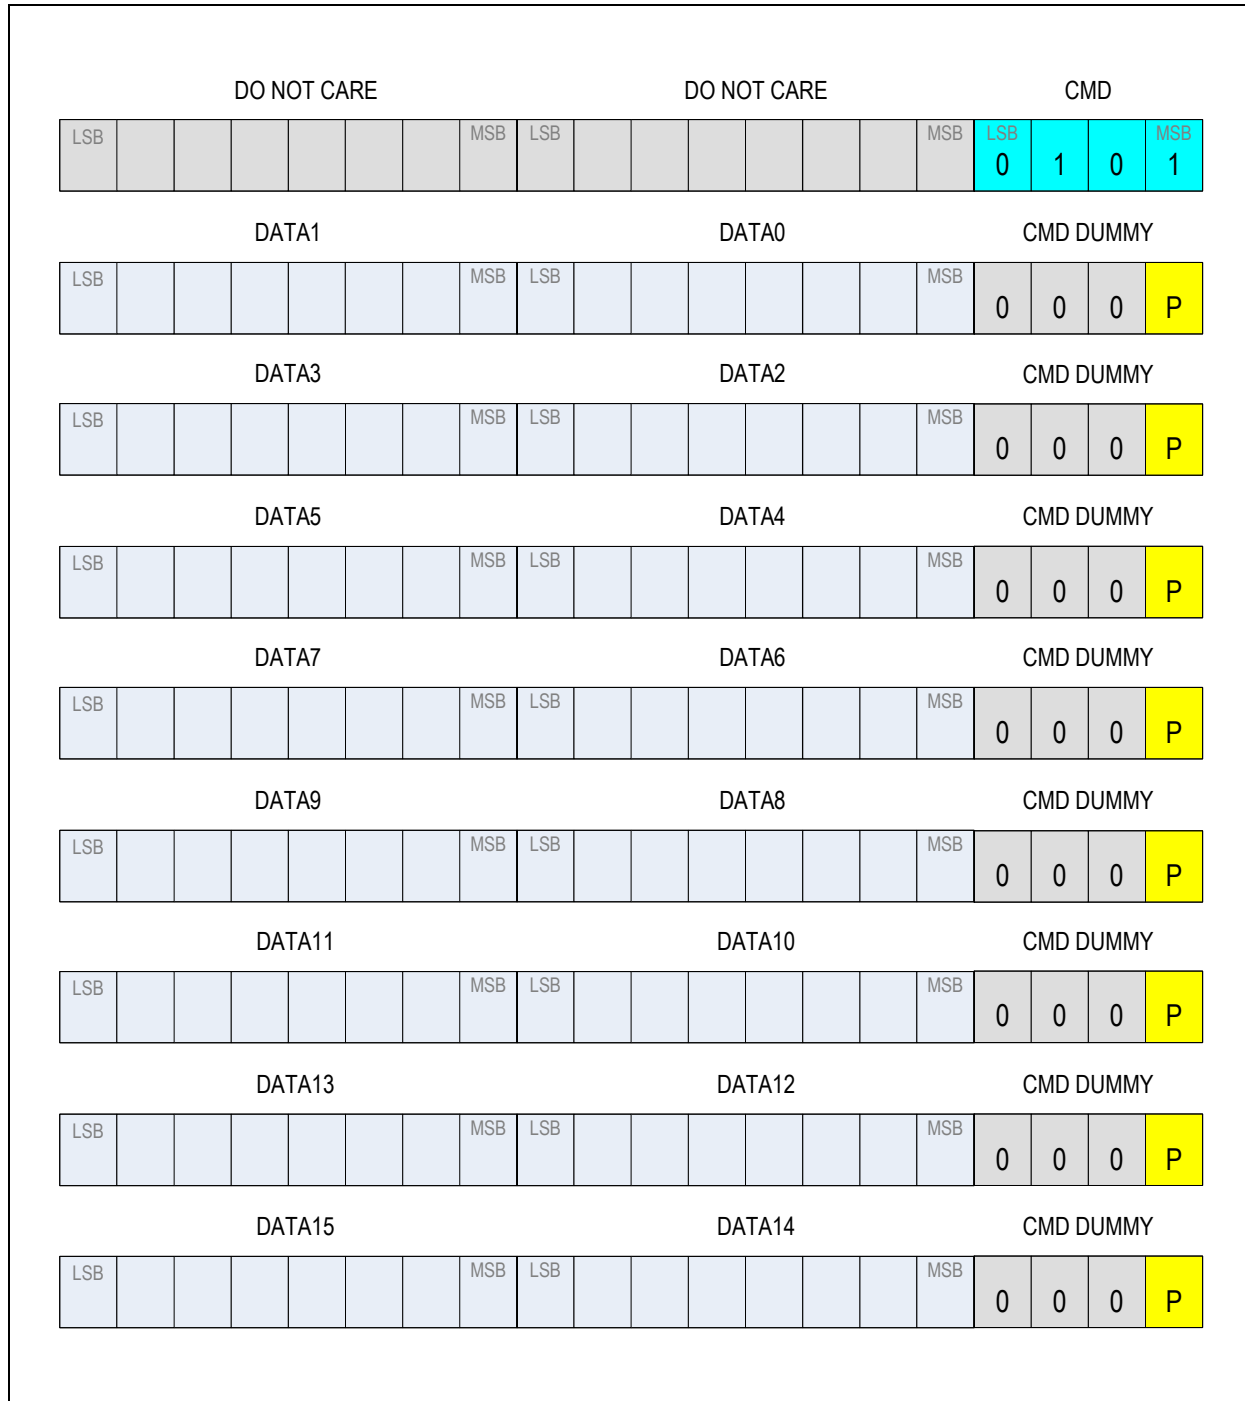 DO NOT CARE DO NOT CARE CMD
LSB MSB LSB MSB LSB MSB
0 1 0 1
DATA1 DATA0 CMD DUMMY
LSB MSB LSB MSB
0 0 0 P
DATA3 DATA2 CMD DUMMY
LSB MSB LSB MSB
0 0 0 P
DATA5 DATA4 CMD DUMMY
LSB MSB LSB MSB
0 0 0 P
DATA7 DATA6 CMD DUMMY
LSB MSB LSB MSB
0 0 0 P
DATA9 DATA8 CMD DUMMY
LSB MSB LSB MSB
0 0 0 P
DATA11 DATA10 CMD DUMMY
LSB MSB LSB MSB
0 0 0 P
DATA13 DATA12 CMD DUMMY
LSB MSB LSB MSB
0 0 0 P
DATA15 DATA14 CMD DUMMY
LSB MSB LSB MSB
0 0 0 P